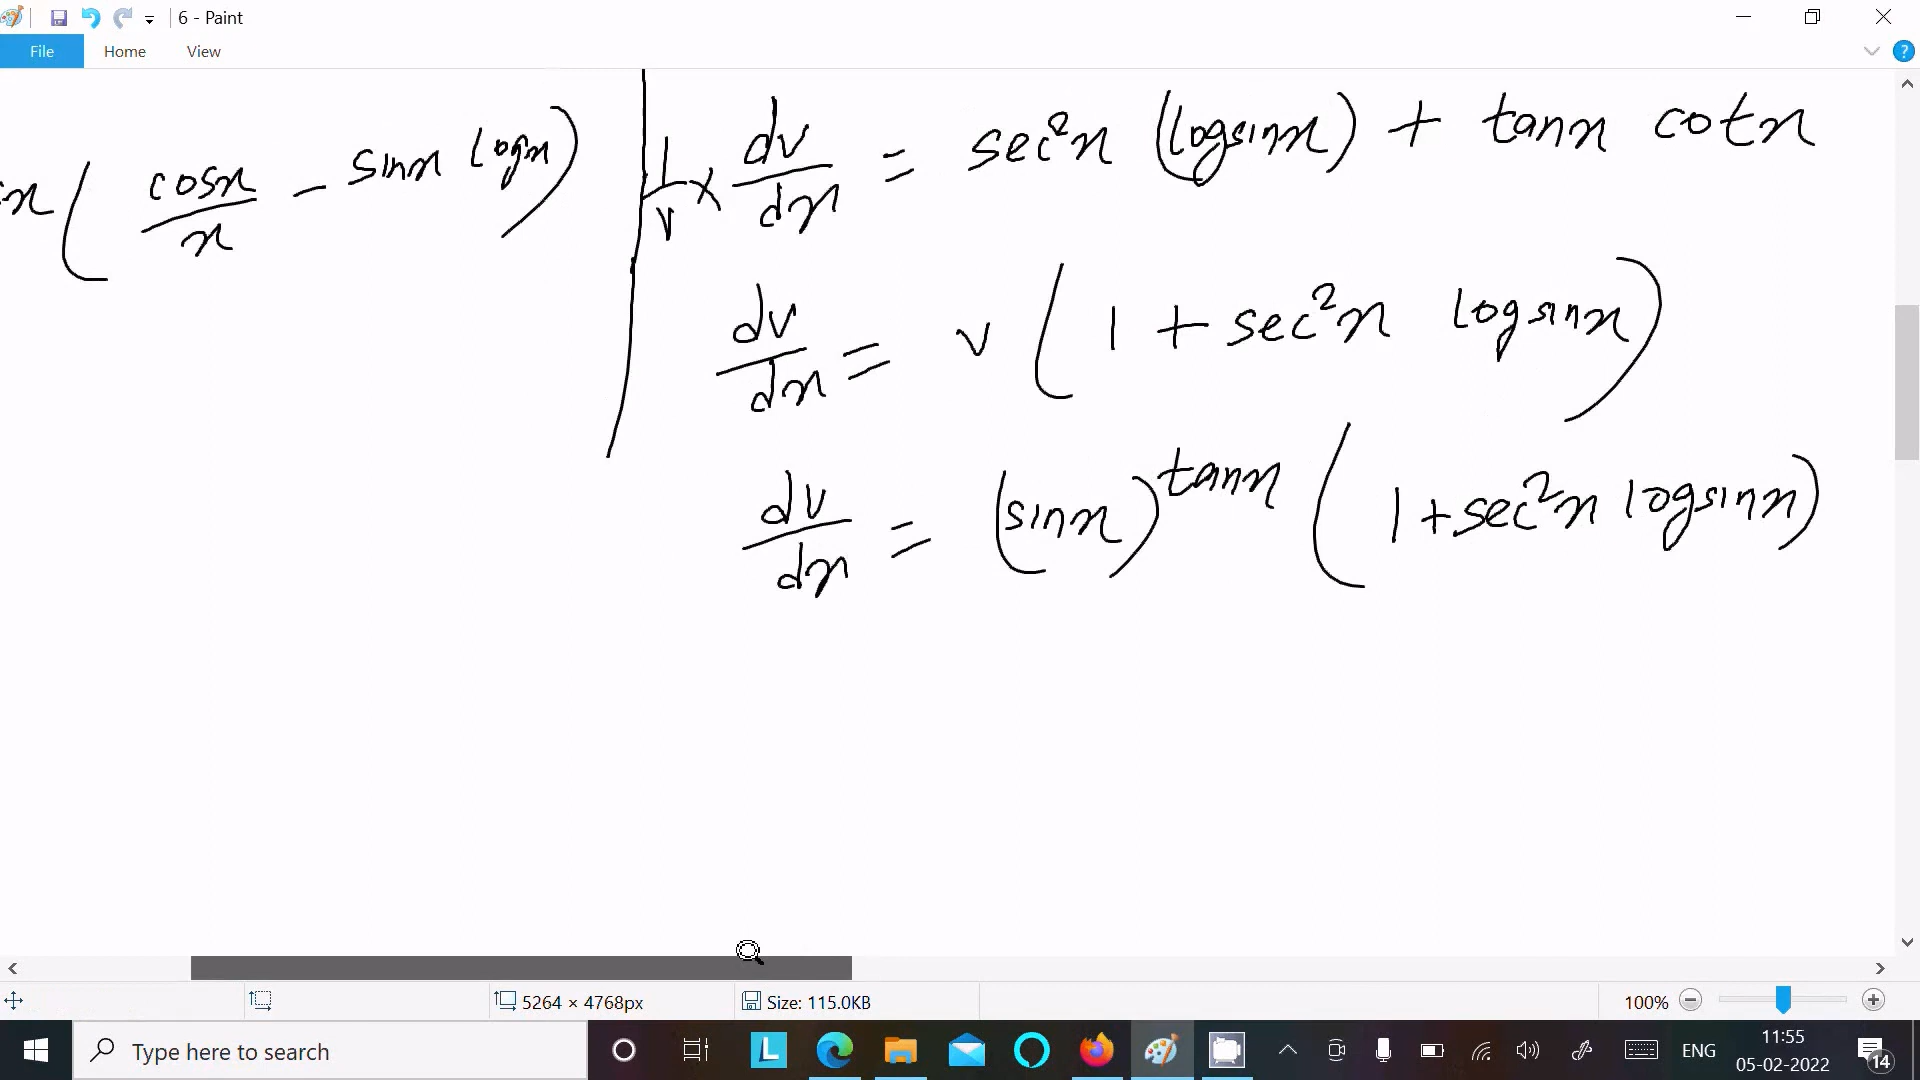 6 - Paint
File Home View
x ( cosx/x - sinx logx )
1/v × dv/dx = sec²x (logsinx) + tanx cotx
dv/dx = v ( 1 + sec²x logsinx )
dv/dx = (sinx)^tanx ( 1 + sec²x logsinx )
5264 × 4768px Size: 115.0KB 100%
Type here to search
L
ENG
11:55
05-02-2022
14